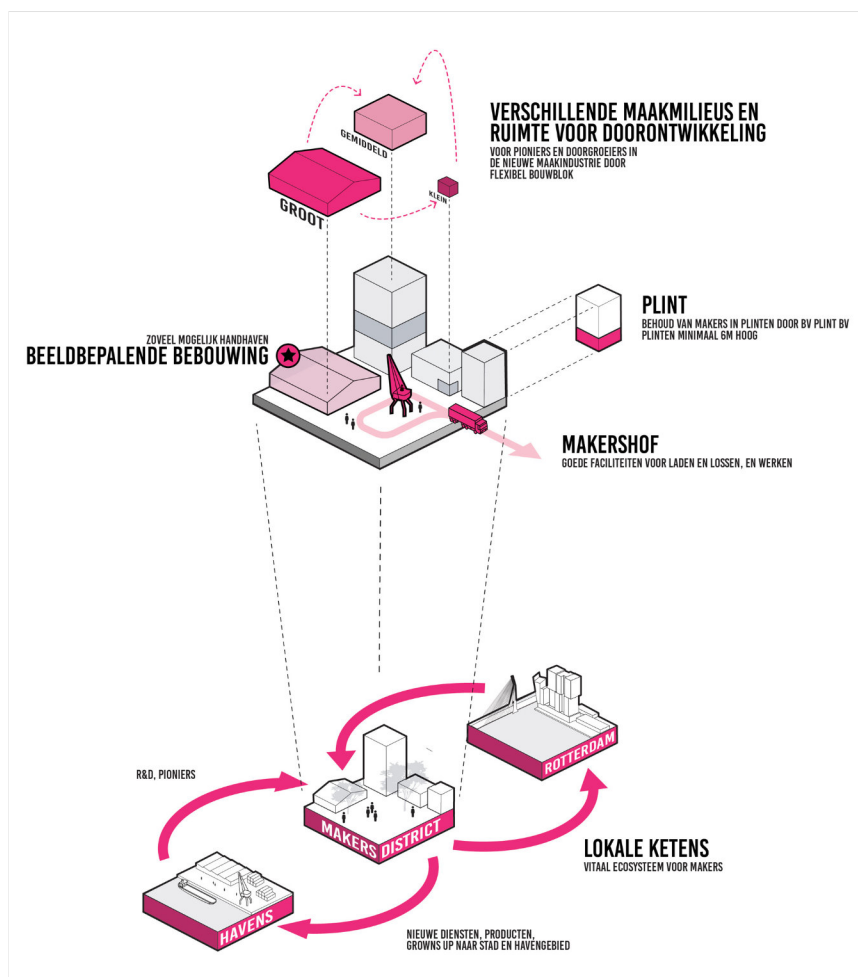 VERSCHILLENDE MAAKMILIEUS EN
RUIMTE VOOR DOORONTWIKKELING
VOOR PIONIERS EN DOORGROEIERS IN
DE NIEUWE MAAKINDUSTRIE DOOR
FLEXIBEL BOUWBLOK
GEMIDDELD
KLEIN
GROOT
PLINT
BEHOUD VAN MAKERS IN PLINTEN DOOR BV PLINT BV
PLINTEN MINIMAAL 6M HOOG
ZOVEEL MOGELIJK HANDHAVEN
BEELDBEPALENDE BEBOUWING
MAKERSHOF
GOEDE FACILITEITEN VOOR LADEN EN LOSSEN, EN WERKEN
ROTTERDAM
R&D, PIONIERS
MAKERS DISTRICT
LOKALE KETENS
VITAAL ECOSYSTEEM VOOR MAKERS
HAVENS
NIEUWE DIENSTEN, PRODUCTEN,
GROWNS UP NAAR STAD EN HAVENGEBIED